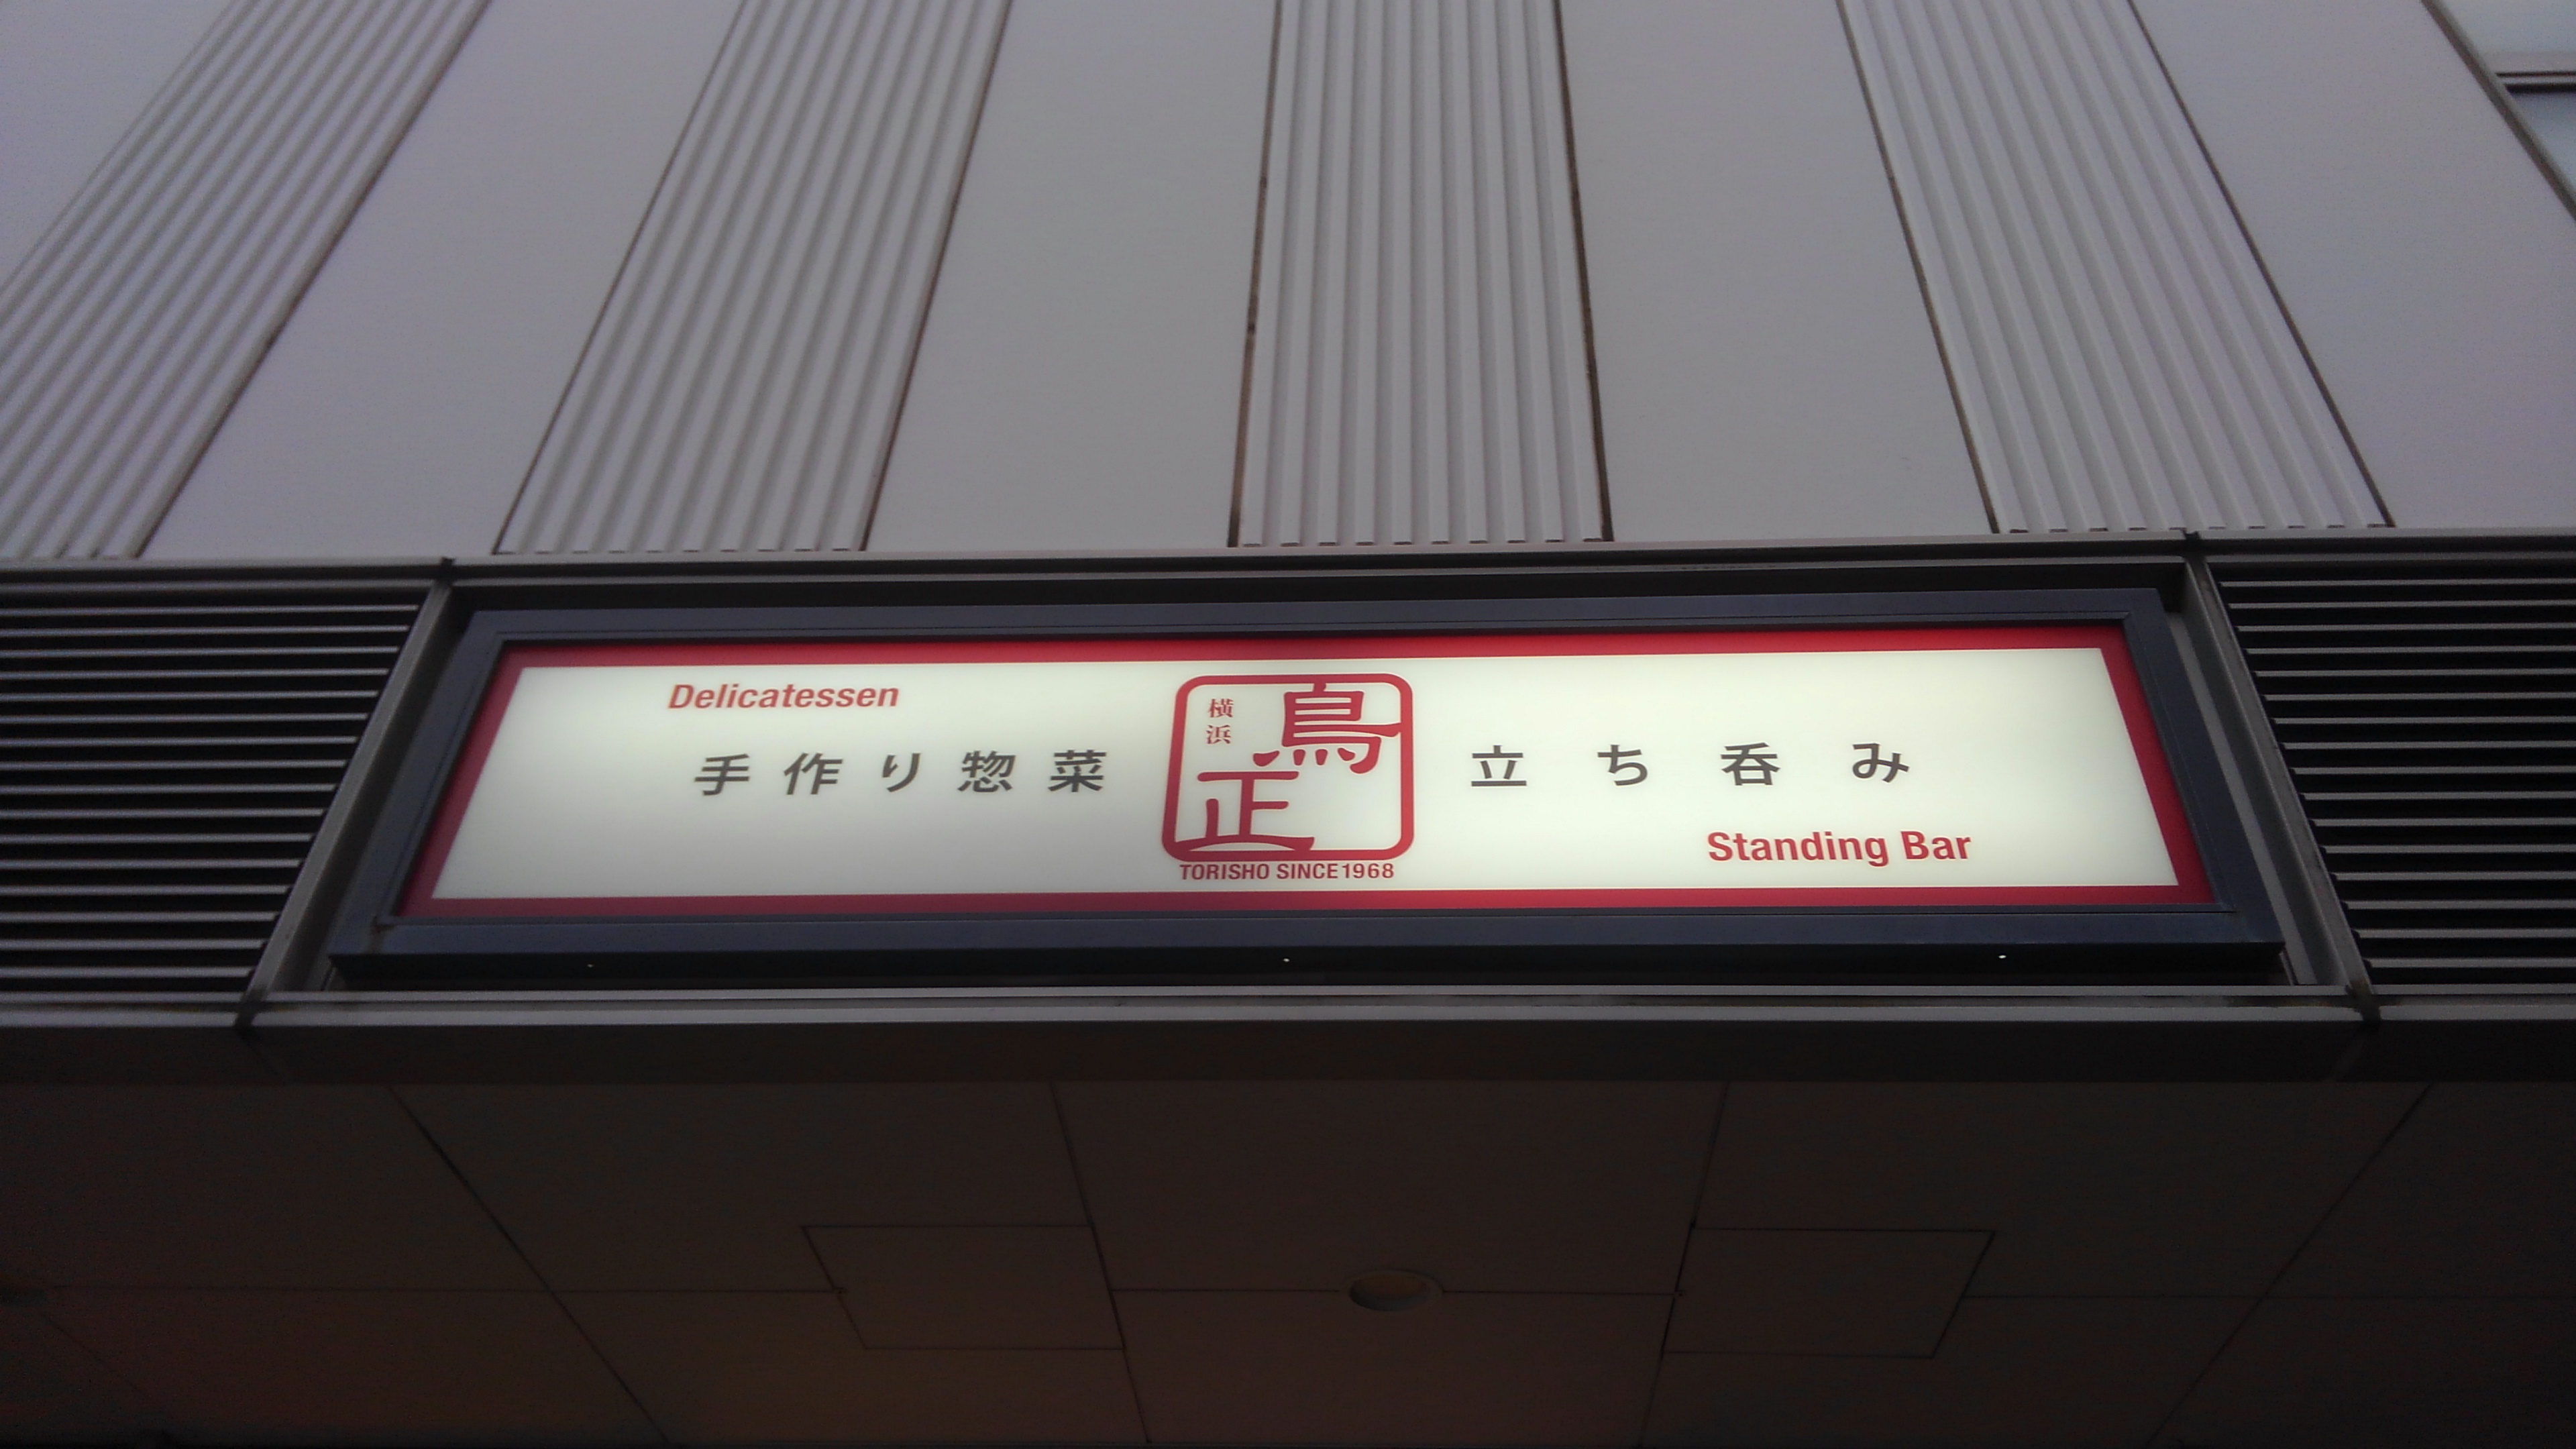 Delicatessen
手作り惣菜
横浜
鳥正
TORISHO SINCE1968
立ち呑み
Standing Bar